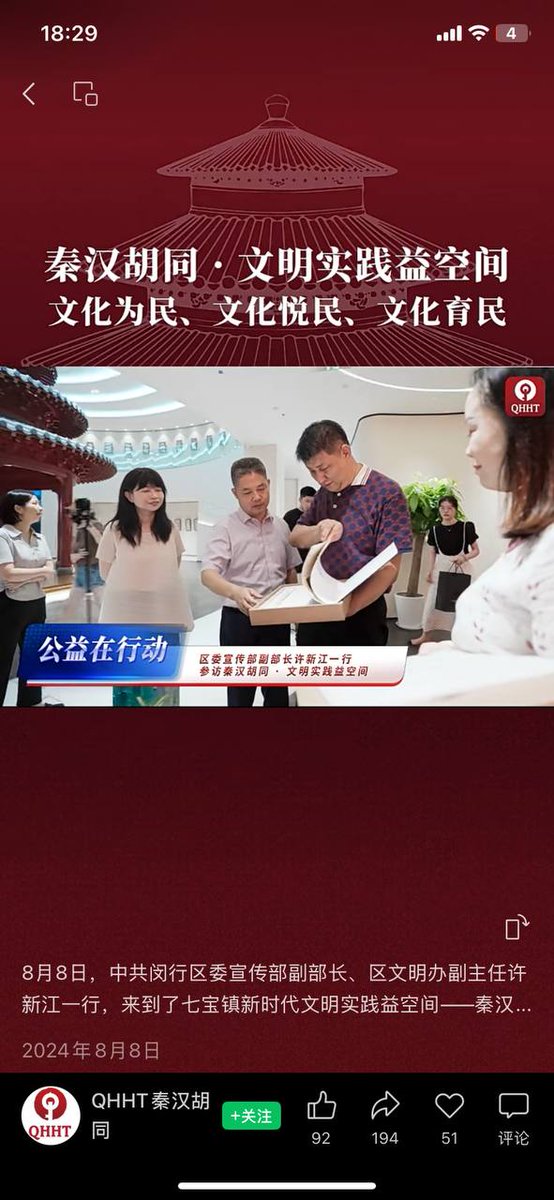 18:29
4
秦汉胡同·文明实践益空间
文化为民、文化悦民、文化育民
QHHT
公益在行动
区委宣传部副部长许新江一行
参访秦汉胡同·文明实践益空间
8月8日，中共闵行区委宣传部副部长、区文明办副主任许
新江一行，来到了七宝镇新时代文明实践益空间——秦汉...
2024年8月8日
QHHT
QHHT秦汉胡
同
+关注
92
194
51
评论